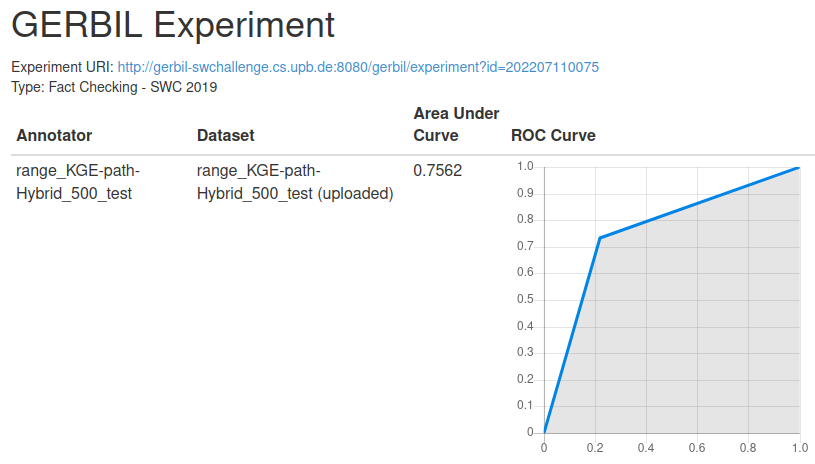 GERBIL Experiment
Experiment URI: http://gerbil-swchallenge.cs.upb.de:8080/gerbil/experiment?id=202207110075
Type: Fact Checking - SWC 2019
Annotator Dataset Area Under Curve ROC Curve
range_KGE-path- range_KGE-path- 0.7562
Hybrid_500_test Hybrid_500_test (uploaded)
1.0
0.9
0.8
0.7
0.6
0.5
0.4
0.3
0.2
0.1
0
0 0.2 0.4 0.6 0.8 1.0